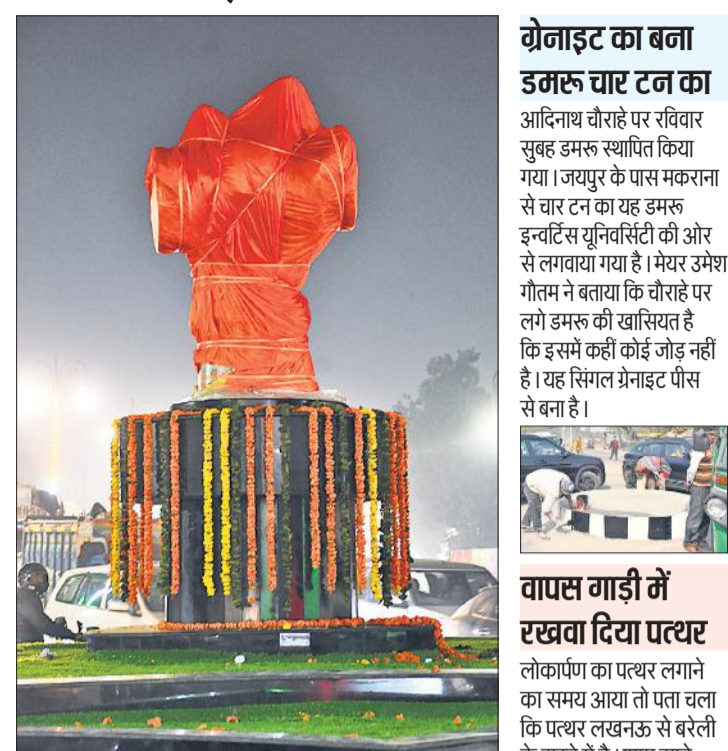 ग्रेनाइट का बना
डमरू चार टन का
आदिनाथ चौराहे पर रविवार
सुबह डमरू स्थापित किया
गया। जयपुर के पास मकराना
से चार टन का यह डमरू
इन्वर्टिस यूनिवर्सिटी की ओर
से लगवाया गया है। मेयर उमेश
गौतम ने बताया कि चौराहे पर
लगे डमरू की खासियत है
कि इसमें कहीं कोई जोड़ नहीं
है। यह सिंगल ग्रेनाइट पीस
से बना है।
वापस गाड़ी में
रखवा दिया पत्थर
लोकार्पण का पत्थर लगाने
का समय आया तो पता चला
कि पत्थर लखनऊ से बरेली